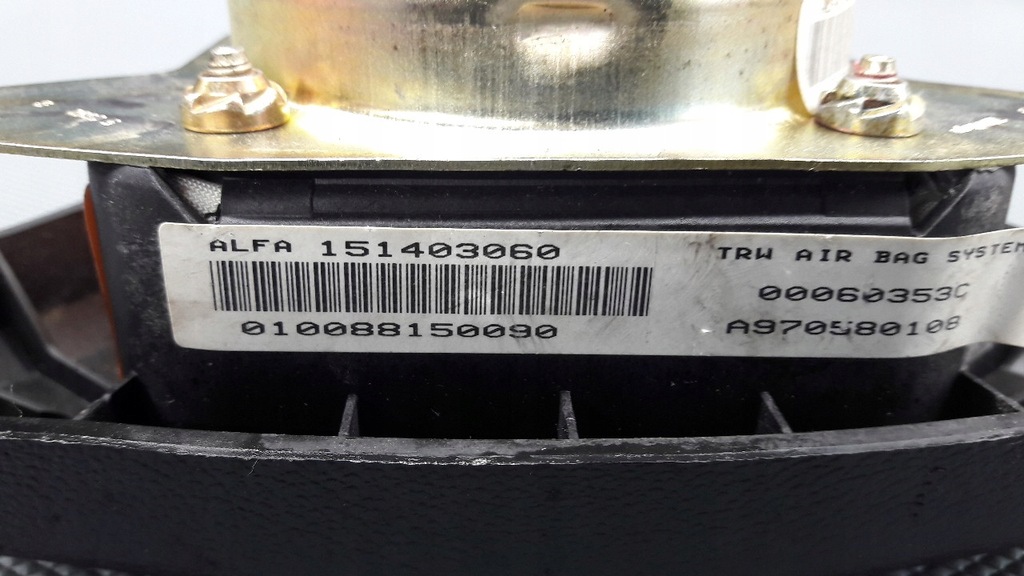 ALFA 151403060
010088150090
TRW AIR BAG SYSTEM
00060353C
A970580108